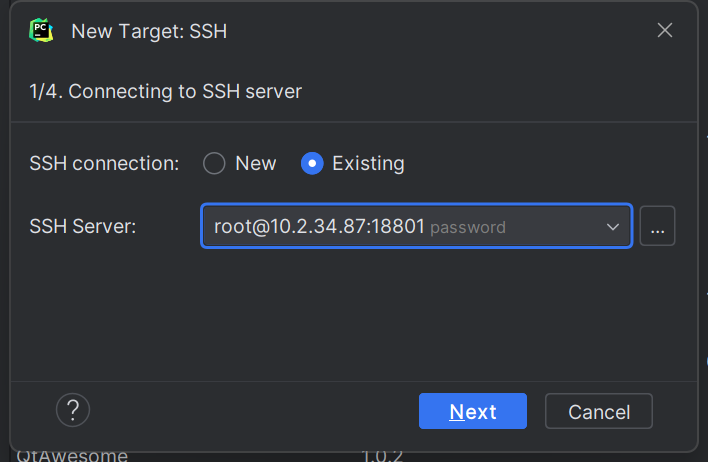 PC
New Target: SSH
1/4. Connecting to SSH server
SSH connection: New Existing
SSH Server: root@10.2.34.87:18801 password ...
? Next Cancel
QtAwesome 1.0.2